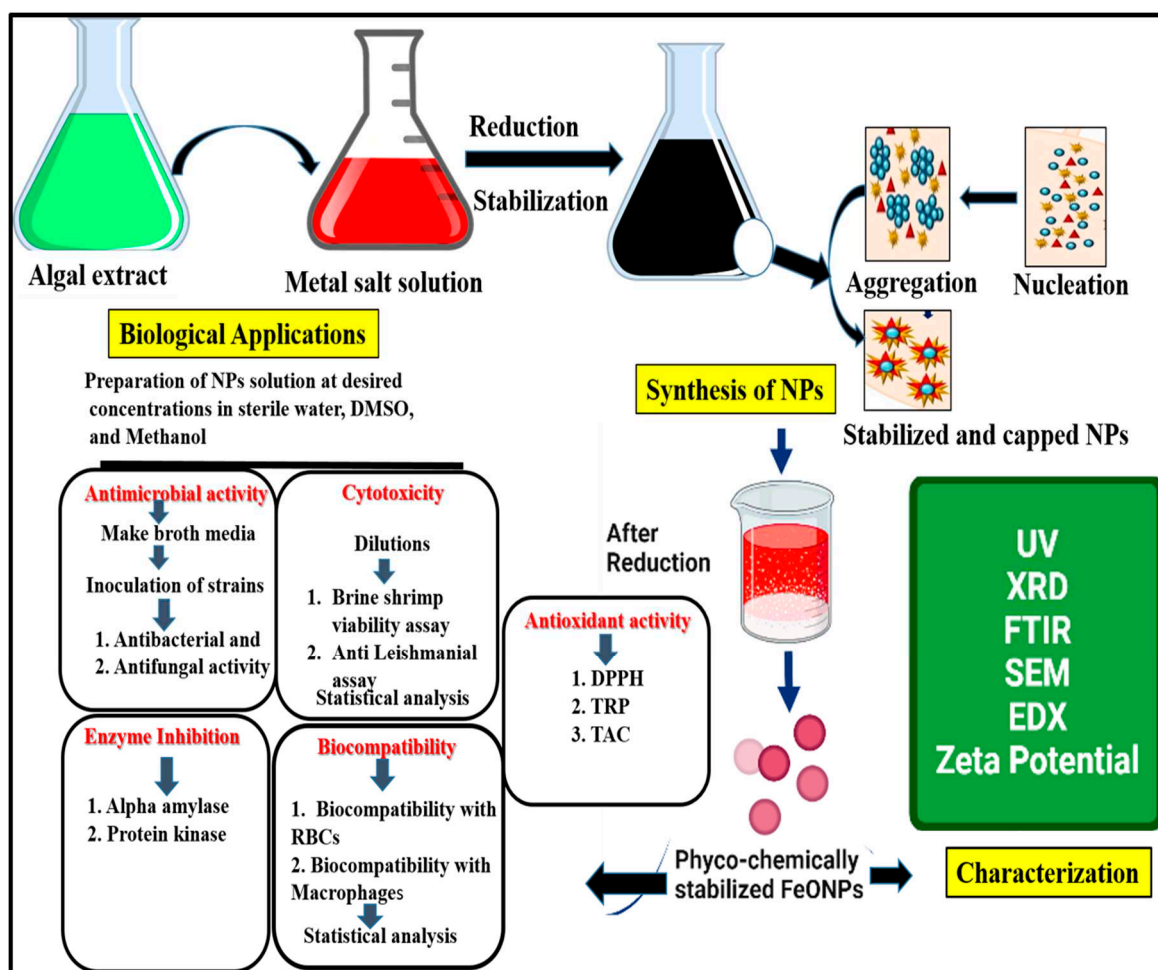 Algal extract
Metal salt solution
Reduction
Stabilization
Aggregation
Nucleation
Stabilized and capped NPs
Biological Applications
Preparation of NPs solution at desired
concentrations in sterile water, DMSO,
and Methanol
Synthesis of NPs
After
Reduction
Antimicrobial activity
Make broth media
Inoculation of strains
1. Antibacterial and
2. Antifungal activity
Cytotoxicity
Dilutions
1. Brine shrimp
viability assay
2. Anti Leishmanial
assay
Statistical analysis
Enzyme Inhibition
1. Alpha amylase
2. Protein kinase
Biocompatibility
1. Biocompatibility with
RBCs
2. Biocompatibility with
Macrophages
Statistical analysis
Antioxidant activity
1. DPPH
2. TRP
3. TAC
Phyco-chemically
stabilized FeONPs
UV
XRD
FTIR
SEM
EDX
Zeta Potential
Characterization